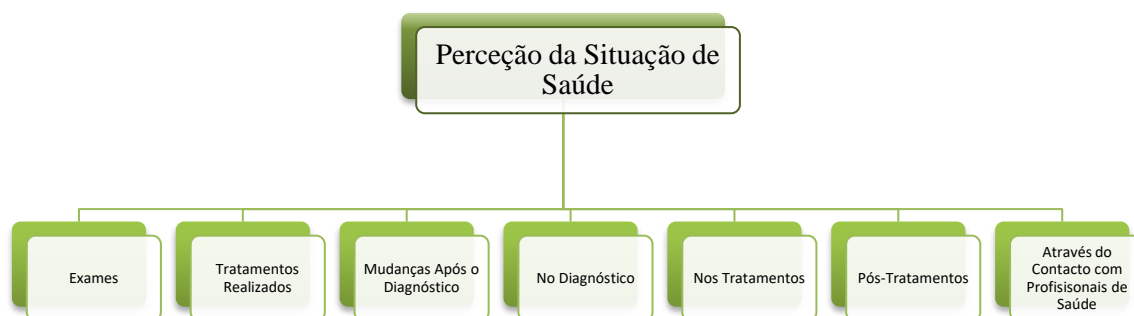 Perceção da Situação de
Saúde
Exames
Tratamentos
Realizados
Mudanças Após o
Diagnóstico
No Diagnóstico
Nos Tratamentos
Pós-Tratamentos
Através do
Contacto com
Profisisonais de
Saúde